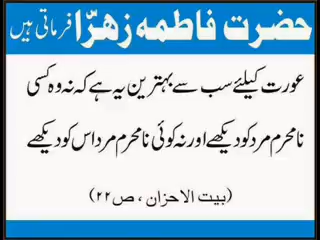 حضرت فاطمہ زہرؑا فرماتی ہیں
عورت کیلئے سب سے بہترین یہ ہے کہ نہ وہ کسی
نامحرم مرد کو دیکھے اور نہ کوئی نامحرم مرد اس کو دیکھے
(بیت الاحزان ، ص۲۲)